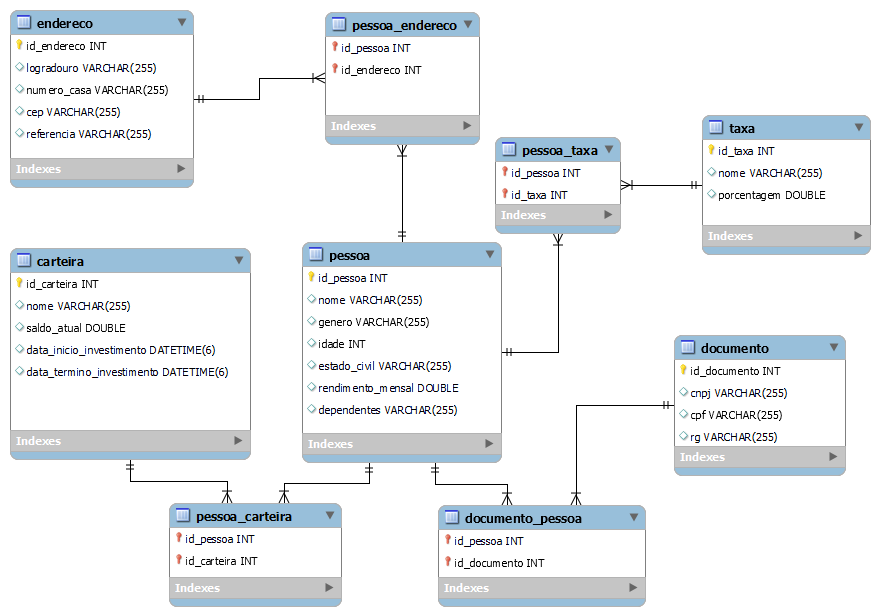 endereco
id_endereco INT
logradouro VARCHAR(255)
numero_casa VARCHAR(255)
cep VARCHAR(255)
referencia VARCHAR(255)
Indexes
pessoa_endereco
id_pessoa INT
id_endereco INT
Indexes
pessoa_taxa
id_pessoa INT
id_taxa INT
Indexes
taxa
id_taxa INT
nome VARCHAR(255)
porcentagem DOUBLE
Indexes
carteira
id_carteira INT
nome VARCHAR(255)
saldo_atual DOUBLE
data_inicio_investimento DATETIME(6)
data_termino_investimento DATETIME(6)
Indexes
pessoa
id_pessoa INT
nome VARCHAR(255)
genero VARCHAR(255)
idade INT
estado_civil VARCHAR(255)
rendimento_mensal DOUBLE
dependentes VARCHAR(255)
Indexes
documento
id_documento INT
cnpj VARCHAR(255)
cpf VARCHAR(255)
rg VARCHAR(255)
Indexes
pessoa_carteira
id_pessoa INT
id_carteira INT
Indexes
documento_pessoa
id_pessoa INT
id_documento INT
Indexes